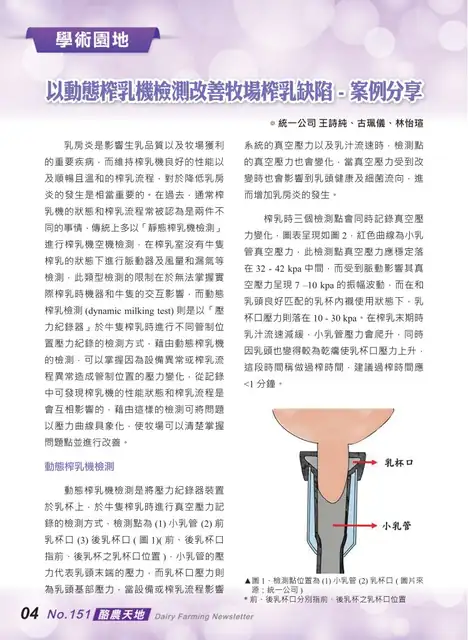 學術園地
以動態榨乳機檢測改善牧場榨乳缺陷 - 案例分享
統一公司 王詩純、古珮儀、林怡瑄
乳房炎是影響生乳品質以及牧場獲利
的重要疾病，而維持榨乳機良好的性能以
及順暢且溫和的榨乳流程，對於降低乳房
炎的發生是相當重要的。在過去，通常榨
乳機的狀態和榨乳流程常被認為是兩件不
同的事情，傳統上多以「靜態榨乳機檢測」
進行榨乳機空機檢測，在榨乳室沒有牛隻
榨乳的狀態下進行脈動器及風量和漏氣等
檢測，此類型檢測的限制在於無法掌握實
際榨乳時機器和牛隻的交互影響，而動態
榨乳檢測 (dynamic milking test) 則是以「壓
力紀錄器」於牛隻榨乳時進行不同管制位
置壓力紀錄的檢測方式，藉由動態榨乳機
的檢測，可以掌握因為設備異常或榨乳流
程異常造成管制位置的壓力變化，從記錄
中可發現榨乳機的性能狀態和榨乳流程是
會互相影響的，藉由這樣的檢測可將問題
以壓力曲線具象化，使牧場可以清楚掌握
問題點並進行改善。
動態榨乳機檢測
動態榨乳機檢測是將壓力紀錄器裝置
於乳杯上，於牛隻榨乳時進行真空壓力記
錄的檢測方式，檢測點為 (1) 小乳管 (2) 前
乳杯口 (3) 後乳杯口 ( 圖 1)( 前、後乳杯口
指前、後乳杯之乳杯口位置 )，小乳管的壓
力代表乳頭末端的壓力，而乳杯口壓力則
為乳頭基部壓力，當設備或榨乳流程影響
系統的真空壓力以及乳汁流速時，檢測點
的真空壓力也會變化，當真空壓力受到改
變時也會影響到乳頭健康及細菌流向，進
而增加乳房炎的發生。
榨乳時三個檢測點會同時記錄真空壓
力變化，圖表呈現如圖 2，紅色曲線為小乳
管真空壓力，此檢測點真空壓力應穩定落
在 32 - 42 kpa 中間，而受到脈動影響其真
空壓力呈現 7 –10 kpa 的振幅波動，而在和
乳頭良好匹配的乳杯內襯使用狀態下，乳
杯口壓力則落在 10 - 30 kpa。在榨乳末期時
乳汁流速減緩，小乳管壓力會爬升，同時
因乳頭也變得較為乾癟使乳杯口壓力上升，
這段時間稱做過榨時間，建議過榨時間應
<1 分鐘。
乳杯口
小乳管
▲圖 1、檢測點位置為 (1) 小乳管 (2) 乳杯口 ( 圖片來
源：統一公司 )
* 前、後乳杯口分別指前、後乳杯之乳杯口位置
04 No.151 酪農天地 Dairy Farming Newsletter